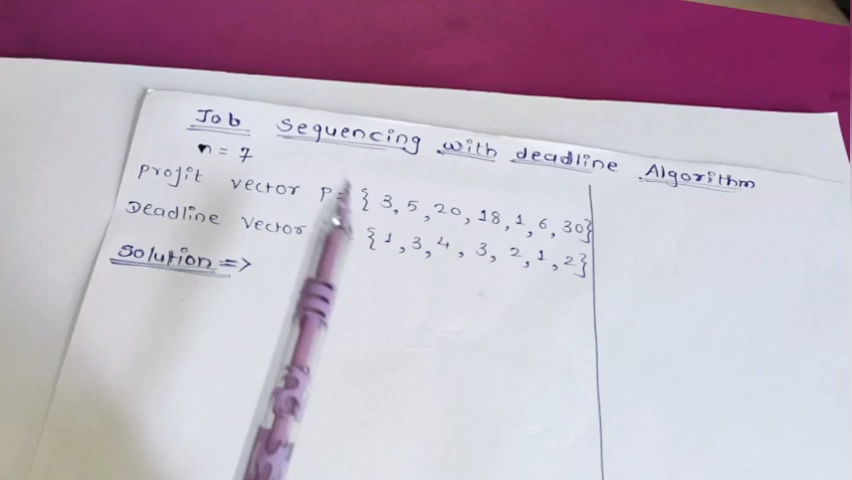 Job Sequencing with deadline Algorithm
n = 7
Profit vector P = { 3, 5, 20, 18, 1, 6, 30}
Deadline vector { 1, 3, 4, 3, 2, 1, 2}
Solution =>